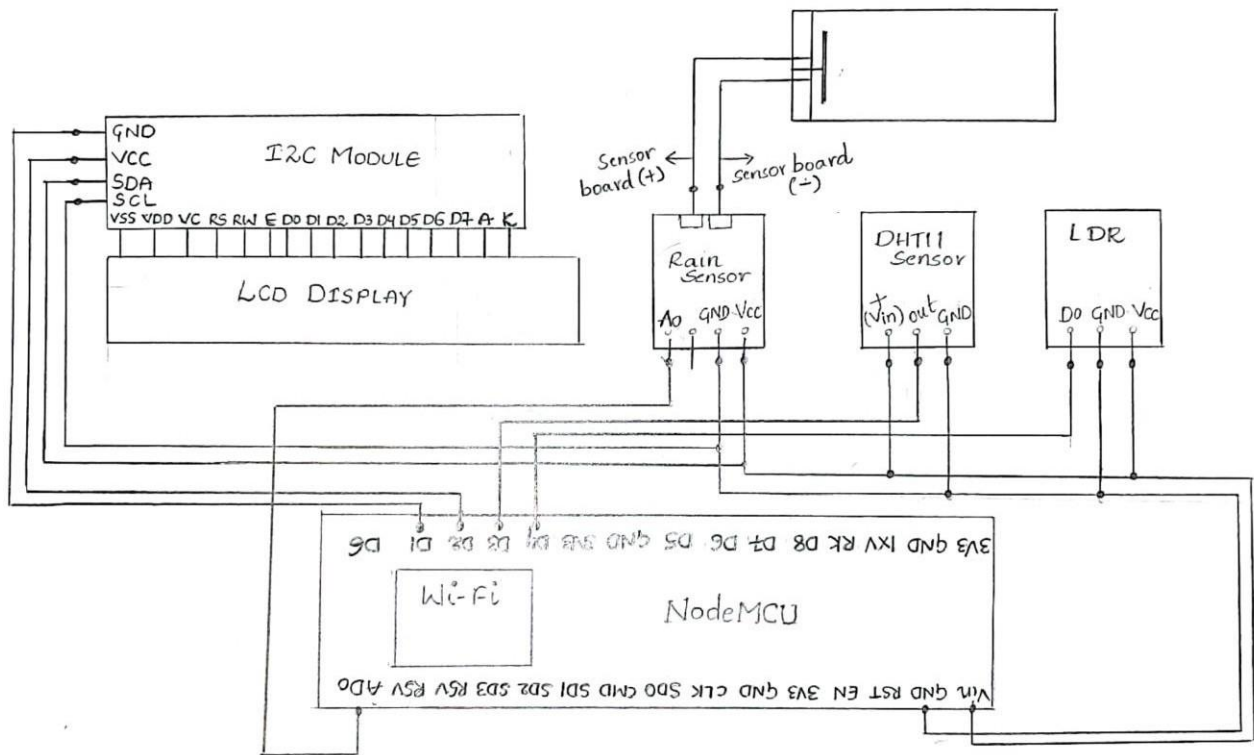 GND
VCC
SDA
SCL
I2C MODULE
VSS VDD VC RS RW E D0 D1 D2 D3 D4 D5 D6 D7 A K
LCD DISPLAY
Sensor
board (+)
Sensor board
(-)
Rain
Sensor
A0 GND VCC
DHT11
Sensor
+
(Vin) out GND
LDR
D0 GND VCC
D1 D2 D3 D4 3V3 GND D5 D6 D7 D8 RX GND 3V3
Wi-Fi
NodeMCU
AD0 RSV RSV SD3 SD2 SD1 CMD SD0 CLK GND 3V3 EN RST GND Vin